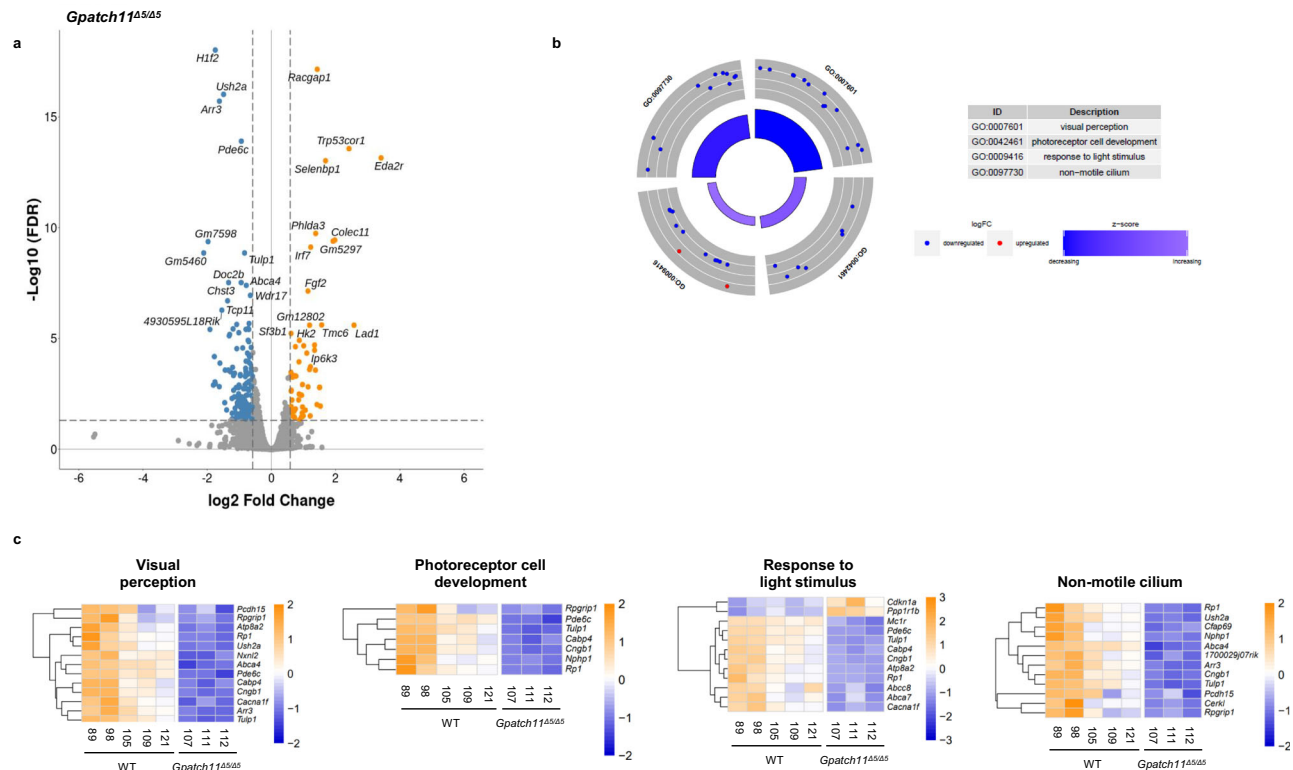 Gpatch11Δ5/Δ5
a
-Log10 (FDR)
15
10
5
0
-6
-4
-2
0
2
4
6
log2 Fold Change
H1f2
Ush2a
Arr3
Pde6c
Racgap1
Trp53cor1
Eda2r
Selenbp1
Gm7598
Gm5460
Tulp1
Phlda3
Colec11
Gm5297
Irf7
Doc2b
Abca4
Chst3
Wdr17
Fgf2
Tcp11
4930595L18Rik
Gm12802
Sf3b1
Hk2
Tmc6
Lad1
Ip6k3
b
GO:0097730
GO:0007601
GO:0009416
GO:0042461
ID Description
GO:0007601 visual perception
GO:0042461 photoreceptor cell development
GO:0009416 response to light stimulus
GO:0097730 non−motile cilium
logFC
downregulated
upregulated
z−score
decreasing
increasing
c
Visual
perception
Pcdh15
Rpgrip1
Atp8a2
Rp1
Ush2a
Nxnl2
Abca4
Pde6c
Cabp4
Cngb1
Cacna1f
Arr3
Tulp1
2
1
0
−1
−2
89 98 105 109 121 107 111 112
WT Gpatch11Δ5/Δ5
Photoreceptor cell
development
Rpgrip1
Pde6c
Tulp1
Cabp4
Cngb1
Nphp1
Rp1
2
1
0
−1
−2
89 98 105 109 121 107 111 112
WT Gpatch11Δ5/Δ5
Response to
light stimulus
Cdkn1a
Ppp1r1b
Mc1r
Pde6c
Tulp1
Cabp4
Cngb1
Atp8a2
Rp1
Abcc8
Abca7
Cacna1f
3
2
1
0
−1
−2
−3
89 98 105 109 121 107 111 112
WT Gpatch11Δ5/Δ5
Non-motile cilium
Rp1
Ush2a
Cfap69
Nphp1
Abca4
1700029j07rik
Arr3
Cngb1
Tulp1
Pcdh15
Cerkl
Rpgrip1
2
1
0
−1
−2
89 98 105 109 121 107 111 112
WT Gpatch11Δ5/Δ5